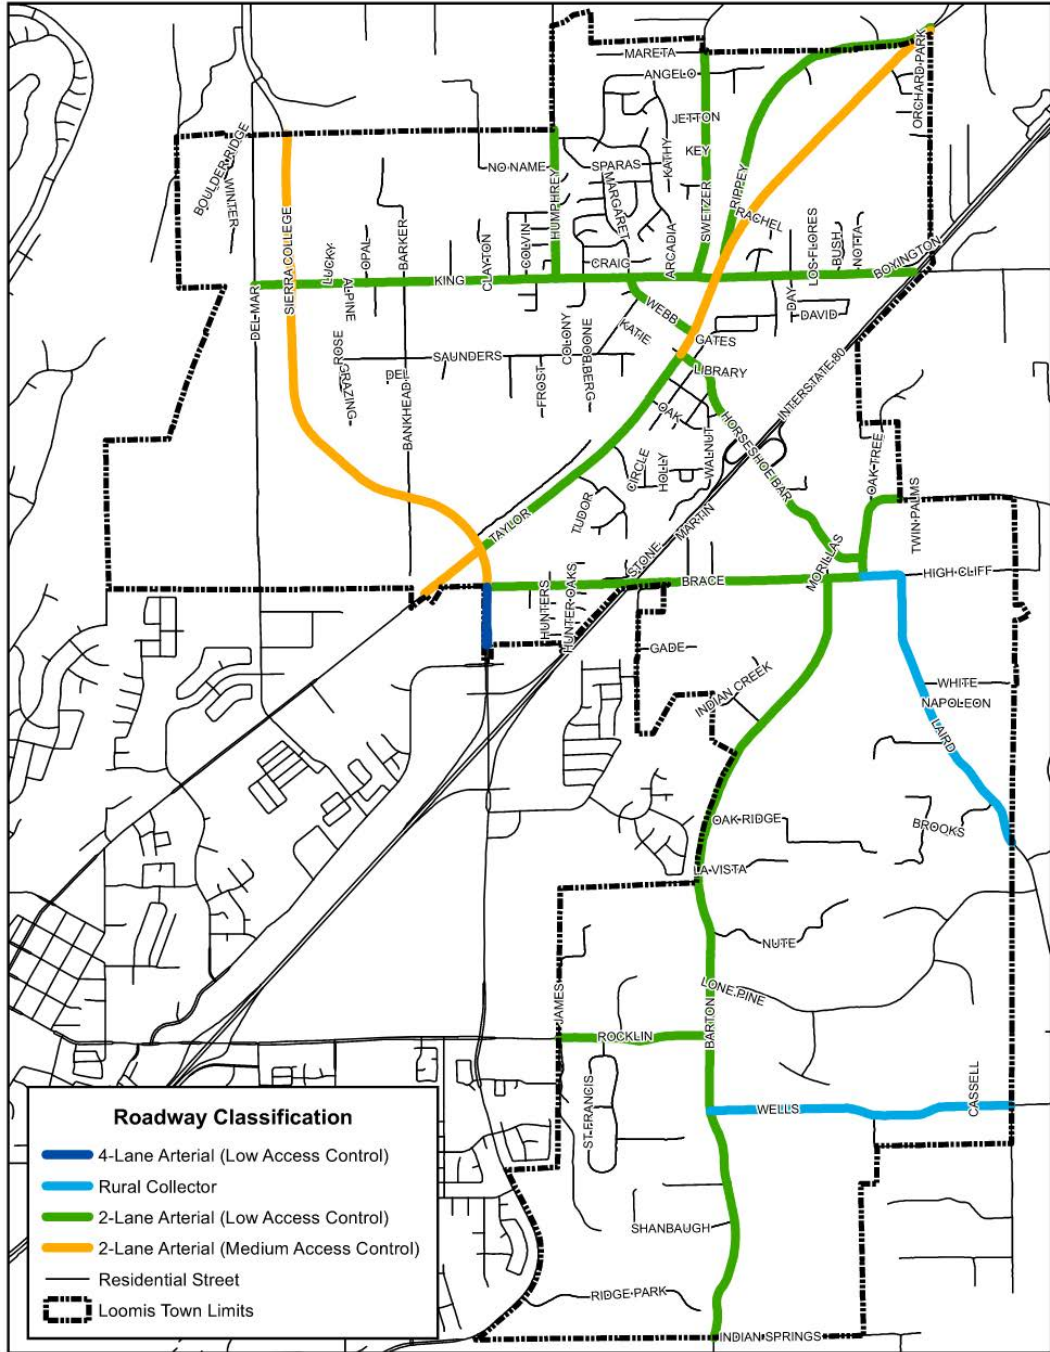 MARETA
ANGELO
ORCHARD PARK
JETTON
KEY
KATHY
BOULDER RIDGE
WINTER
NO NAME
SPARAS
MARGARET
HUMPHREY
SWETZER
RIPPEY
RACHEL
SIERRA COLLEGE
LUCKY
OPAL
ALPINE
BARKER
CLAYTON
COLVIN
CRAIG
ARCADIA
LOS FLORES
BUSH
NOTTA
BOYINGTON
KING
DEL MAR
WEBB
DAY
DAVID
KATIE
GATES
COLONY
BOONE
BERG
ROSE
GRAZING
DEL
SAUNDERS
FROST
LIBRARY
INTERSTATE 80
BANKHEAD
OAK
WALNUT
HORSESHOE BAR
OAK TREE
CIRCLE
HOLLY
TUDOR
TAYLOR
MARTIN
STONE
TWIN PALMS
MORILLAS
HUNTERS
HUNTER OAKS
BRACE
HIGH CLIFF
GADE
INDIAN CREEK
WHITE
NAPOLEON
LAIRD
OAK RIDGE
BROOKS
LA VISTA
NUTE
LONE PINE
JAMES
ROCKLIN
BARTON
ST FRANCIS
WELLS
CASSELL
SHANBAUGH
RIDGE PARK
INDIAN SPRINGS
Roadway Classification
4-Lane Arterial (Low Access Control)
Rural Collector
2-Lane Arterial (Low Access Control)
2-Lane Arterial (Medium Access Control)
Residential Street
Loomis Town Limits